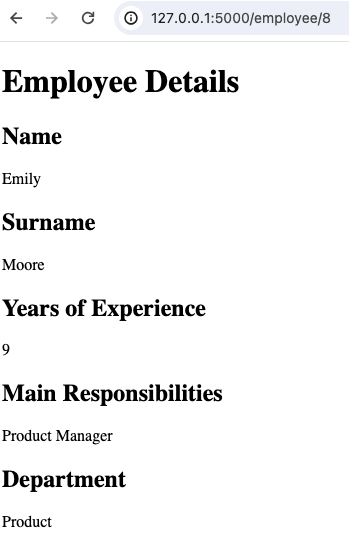 127.0.0.1:5000/employee/8
Employee Details
Name
Emily
Surname
Moore
Years of Experience
9
Main Responsibilities
Product Manager
Department
Product